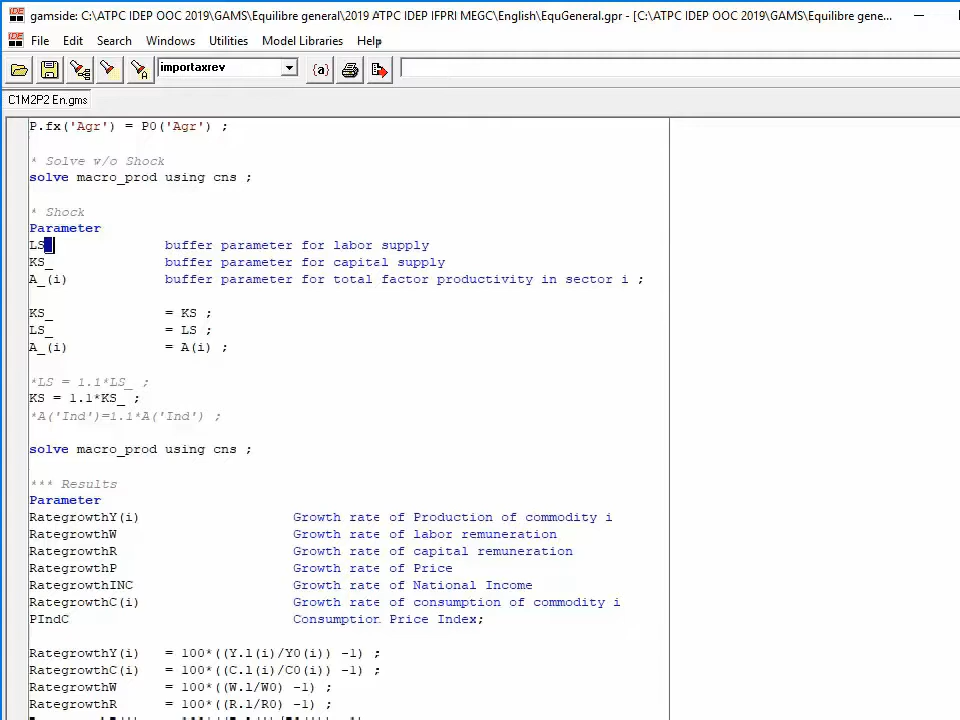 gamside: C:\ATPC IDEP OOC 2019\GAMS\Equilibre general\2019 ATPC IDEP IFPRI MEGC\English\EquGeneral.gpr - [C:\ATPC IDEP OOC 2019\GAMS\Equilibre gene...
IDE File Edit Search Windows Utilities Model Libraries Help
importaxrev {a}
C1M2P2 En.gms
P.fx('Agr') = P0('Agr') ;
* Solve w/o Shock
solve macro_prod using cns ;
* Shock
Parameter
LS buffer parameter for labor supply
KS_ buffer parameter for capital supply
A_(i) buffer parameter for total factor productivity in sector i ;
KS_ = KS ;
LS_ = LS ;
A_(i) = A(i) ;
*LS = 1.1*LS_ ;
KS = 1.1*KS_ ;
*A('Ind')=1.1*A('Ind') ;
solve macro_prod using cns ;
*** Results
Parameter
RategrowthY(i) Growth rate of Production of commodity i
RategrowthW Growth rate of labor remuneration
RategrowthR Growth rate of capital remuneration
RategrowthP Growth rate of Price
RategrowthINC Growth rate of National Income
RategrowthC(i) Growth rate of consumption of commodity i
PIndC Consumption Price Index;
RategrowthY(i) = 100*((Y.l(i)/Y0(i)) -1) ;
RategrowthC(i) = 100*((C.l(i)/C0(i)) -1) ;
RategrowthW = 100*((W.l/W0) -1) ;
RategrowthR = 100*((R.l/R0) -1) ;